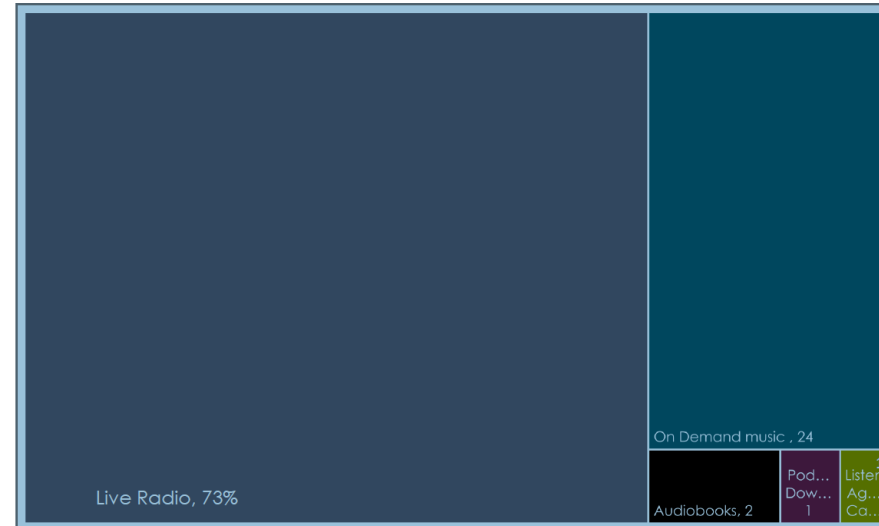 On Demand music , 24
Live Radio, 73%
Audiobooks, 2
Pod...
Dow...
1
Listen
Ag...
Ca...